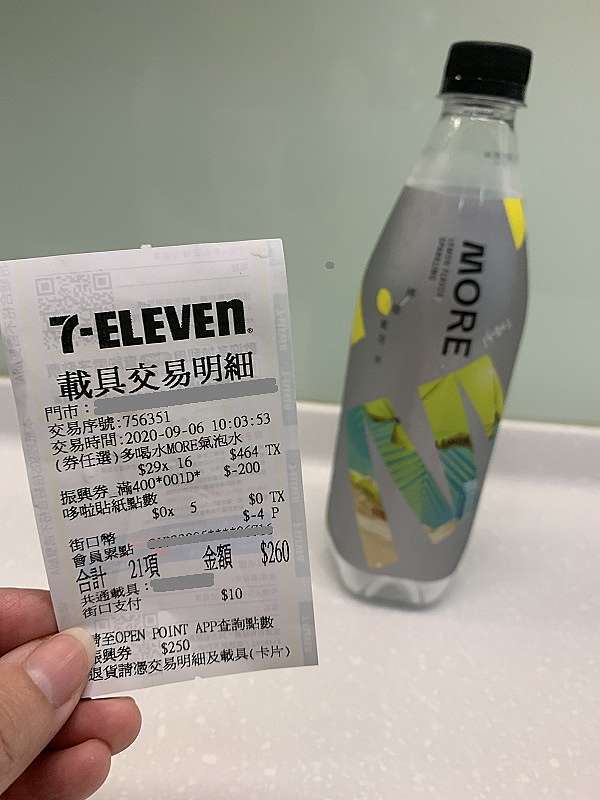 7-ELEVEn®
載具交易明細
門市:
交易序號:756351
交易時間:2020-09-06 10:03:53
(券任選)多喝水MORE氣泡水
$29x 16 $464 TX
振興券 滿400*001D* $-200
哆啦貼紙點數 $0 TX
$0x 5
街口幣 $-4 P
會員累點
合計 21項 金額 $260
共通載具:
街口支付 $10
請至OPEN POINT APP查詢點數
振興券 $250
退貨請憑交易明細及載具(卡片)
MORE
LEMON FLAVOR
SPARKLING